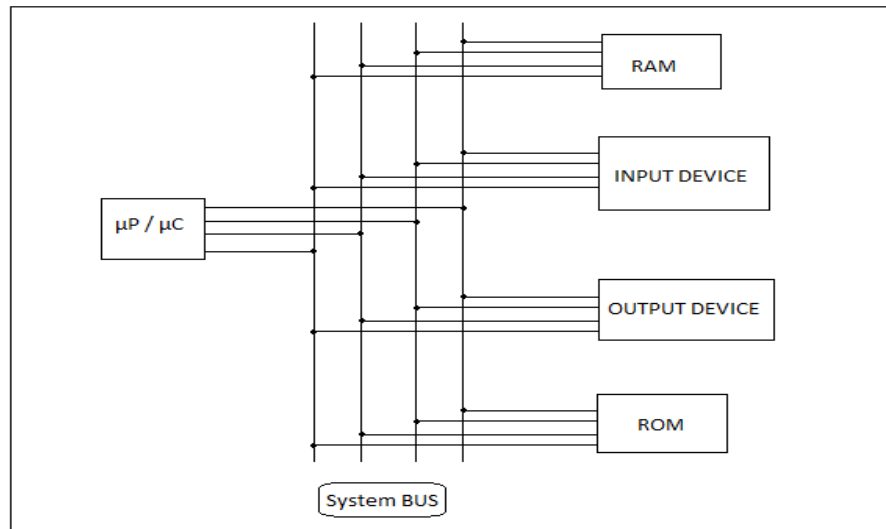 RAM
INPUT DEVICE
µP / µC
OUTPUT DEVICE
ROM
System BUS